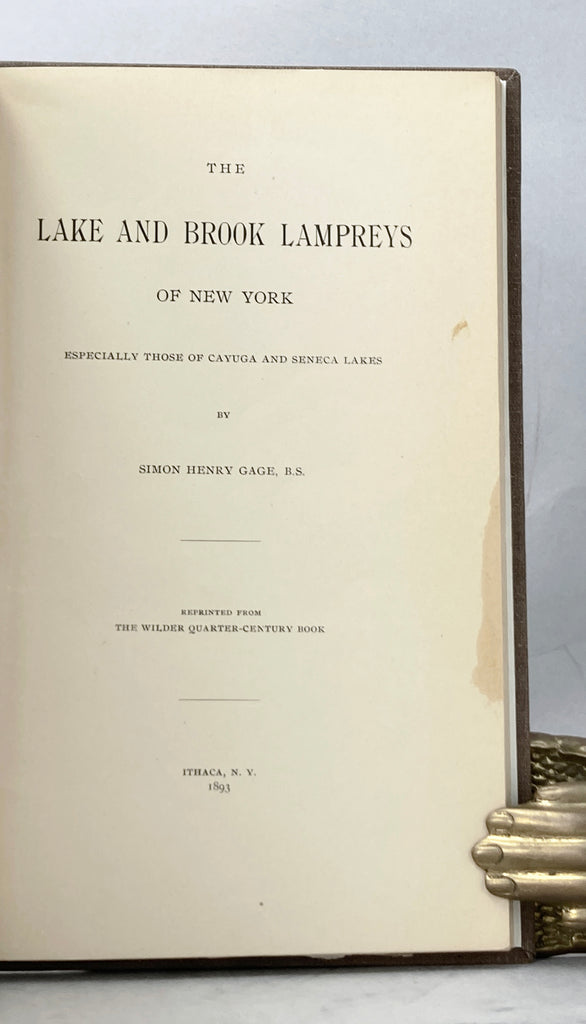 THE
LAKE AND BROOK LAMPREYS
OF NEW YORK
ESPECIALLY THOSE OF CAYUGA AND SENECA LAKES
BY
SIMON HENRY GAGE, B.S.
REPRINTED FROM
THE WILDER QUARTER-CENTURY BOOK
ITHACA, N. Y.
1893